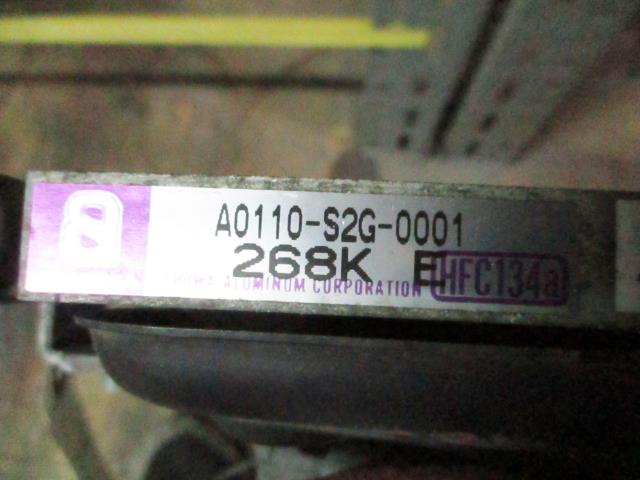 A0110-S2G-0001
268K E HFC134a
SHOWA ALUMINUM CORPORATION